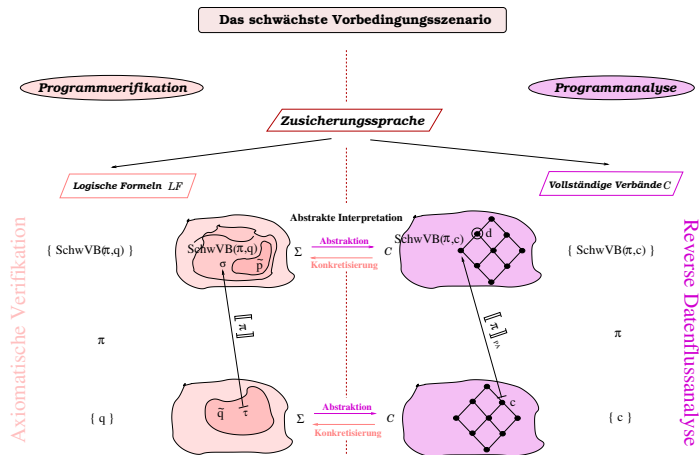 Das schwächste Vorbedingungsszenario
Programmverifikation
Programmanalyse
Zusicherungssprache
Logische Formeln LF
Vollständige Verbände C
Axiomatische Verifikation
Reverse Datenflussanalyse
Abstrakte Interpretation
{ SchwVB(π,q) }
SchwVB(π,q)
σ
p̃
Σ
Abstraktion
Konkretisierung
C
SchwVB(π,c)
d
{ SchwVB(π,c) }
π
[[ π ]]
[[ π ]] PA
π
{ q }
q̃
τ
Σ
Abstraktion
Konkretisierung
C
c
{ c }